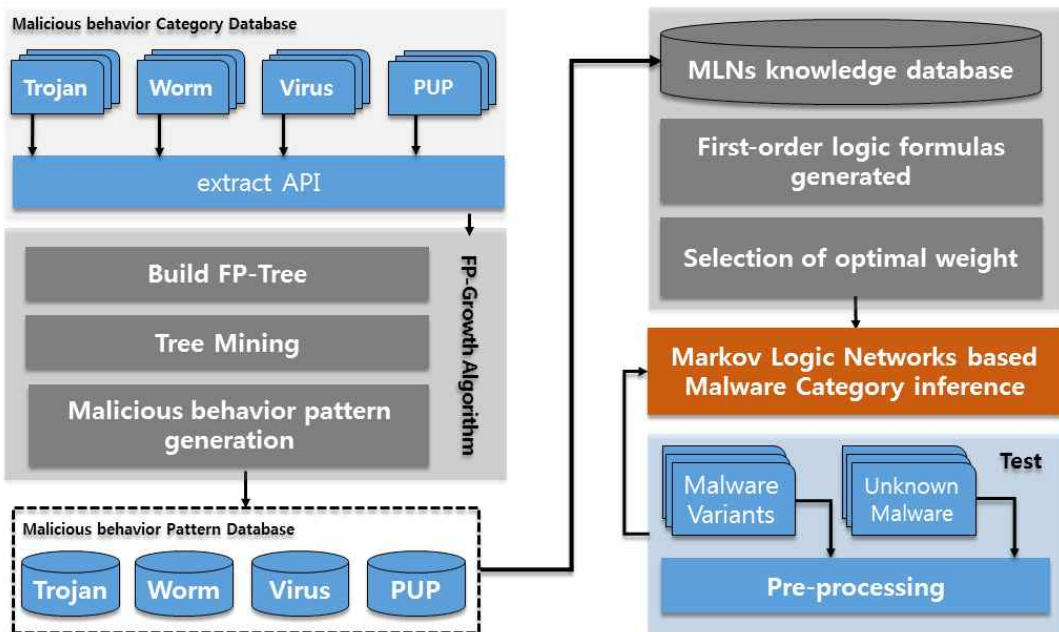 Malicious behavior Category Database
Trojan
Worm
Virus
PUP
extract API
FP-Growth Algorithm
Build FP-Tree
Tree Mining
Malicious behavior pattern
generation
Malicious behavior Pattern Database
Trojan
Worm
Virus
PUP
MLNs knowledge database
First-order logic formulas
generated
Selection of optimal weight
Markov Logic Networks based
Malware Category inference
Test
Malware
Variants
Unknown
Malware
Pre-processing